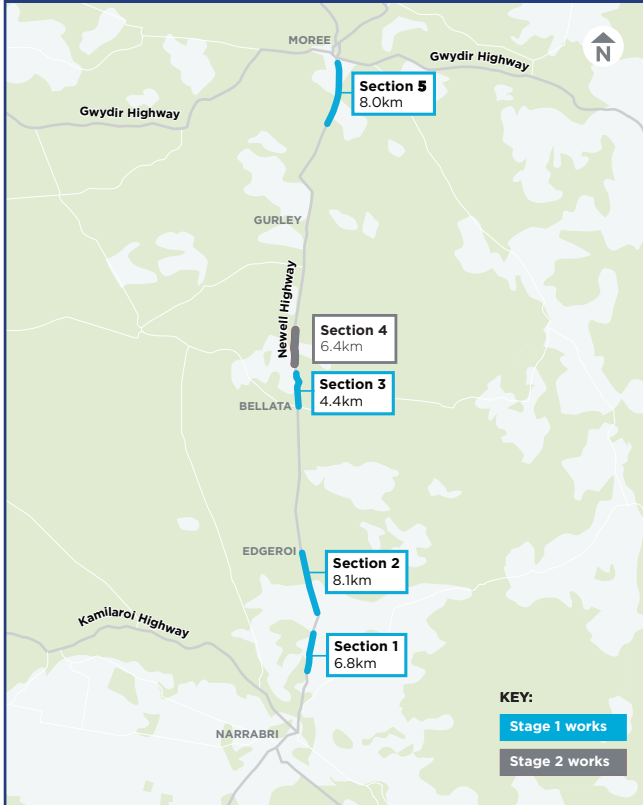 MOREE
N
Gwydir Highway
Section 5
8.0km
Gwydir Highway
GURLEY
Newell Highway
Section 4
6.4km
Section 3
4.4km
BELLATA
EDGEROI
Section 2
8.1km
Kamilaroi Highway
Section 1
6.8km
KEY:
Stage 1 works
NARRABRI
Stage 2 works